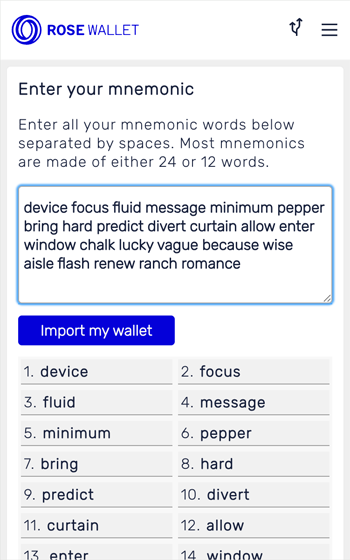 ROSE WALLET
Enter your mnemonic
Enter all your mnemonic words below
separated by spaces. Most mnemonics
are made of either 24 or 12 words.
device focus fluid message minimum pepper
bring hard predict divert curtain allow enter
window chalk lucky vague because wise
aisle flash renew ranch romance
Import my wallet
1. device 2. focus
3. fluid 4. message
5. minimum 6. pepper
7. bring 8. hard
9. predict 10. divert
11. curtain 12. allow
13. enter 14. window